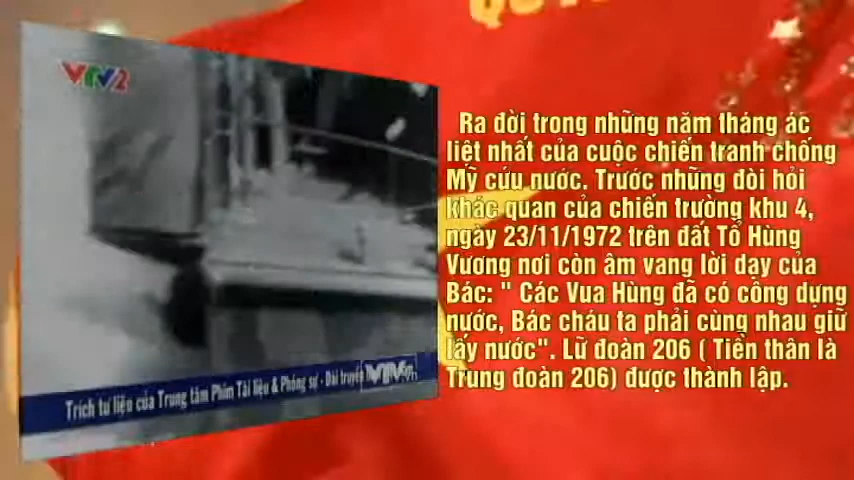 QU
VTV2
Ra đời trong những năm tháng ác
liệt nhất của cuộc chiến tranh chống
Mỹ cứu nước. Trước những đòi hỏi
khác quan của chiến trường khu 4,
ngày 23/11/1972 trên đất Tổ Hùng
Vương nơi còn âm vang lời dạy của
Bác: " Các Vua Hùng đã có công dựng
nước, Bác cháu ta phải cùng nhau giữ
lấy nước". Lữ đoàn 206 ( Tiền thân là
Trung đoàn 206) được thành lập.
Trích tư liệu của Trung tâm Phim Tài liệu & Phóng sự - Đài truyền